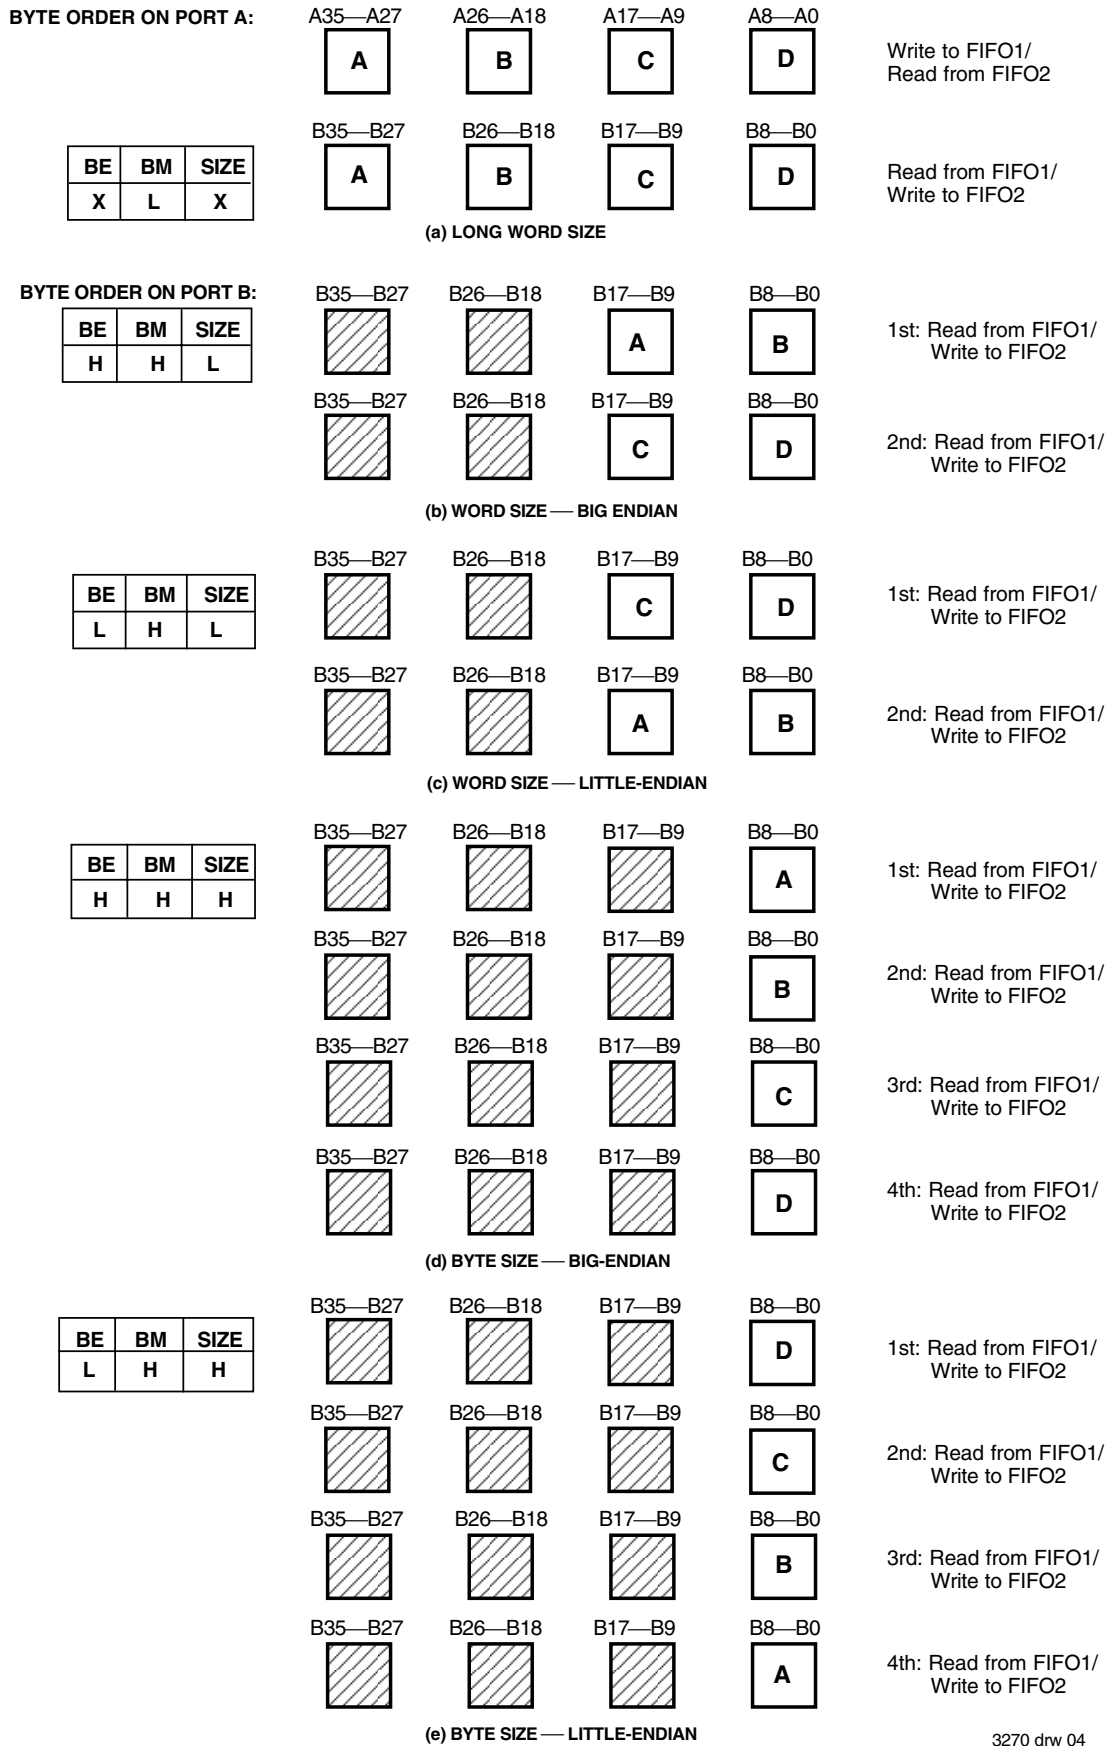 BYTE ORDER ON PORT A:
A35—A27 A26—A18 A17—A9 A8—A0
A B C D
Write to FIFO1/
Read from FIFO2
B35—B27 B26—B18 B17—B9 B8—B0
BE BM SIZE
X L X
A B C D
Read from FIFO1/
Write to FIFO2
(a) LONG WORD SIZE
BYTE ORDER ON PORT B:
B35—B27 B26—B18 B17—B9 B8—B0
BE BM SIZE
H H L
A B
1st: Read from FIFO1/
Write to FIFO2
B35—B27 B26—B18 B17—B9 B8—B0
C D
2nd: Read from FIFO1/
Write to FIFO2
(b) WORD SIZE — BIG ENDIAN
B35—B27 B26—B18 B17—B9 B8—B0
BE BM SIZE
L H L
C D
1st: Read from FIFO1/
Write to FIFO2
B35—B27 B26—B18 B17—B9 B8—B0
A B
2nd: Read from FIFO1/
Write to FIFO2
(c) WORD SIZE — LITTLE-ENDIAN
B35—B27 B26—B18 B17—B9 B8—B0
BE BM SIZE
H H H
A
1st: Read from FIFO1/
Write to FIFO2
B35—B27 B26—B18 B17—B9 B8—B0
B
2nd: Read from FIFO1/
Write to FIFO2
B35—B27 B26—B18 B17—B9 B8—B0
C
3rd: Read from FIFO1/
Write to FIFO2
B35—B27 B26—B18 B17—B9 B8—B0
D
4th: Read from FIFO1/
Write to FIFO2
(d) BYTE SIZE — BIG-ENDIAN
B35—B27 B26—B18 B17—B9 B8—B0
BE BM SIZE
L H H
D
1st: Read from FIFO1/
Write to FIFO2
B35—B27 B26—B18 B17—B9 B8—B0
C
2nd: Read from FIFO1/
Write to FIFO2
B35—B27 B26—B18 B17—B9 B8—B0
B
3rd: Read from FIFO1/
Write to FIFO2
B35—B27 B26—B18 B17—B9 B8—B0
A
4th: Read from FIFO1/
Write to FIFO2
(e) BYTE SIZE — LITTLE-ENDIAN
3270 drw 04